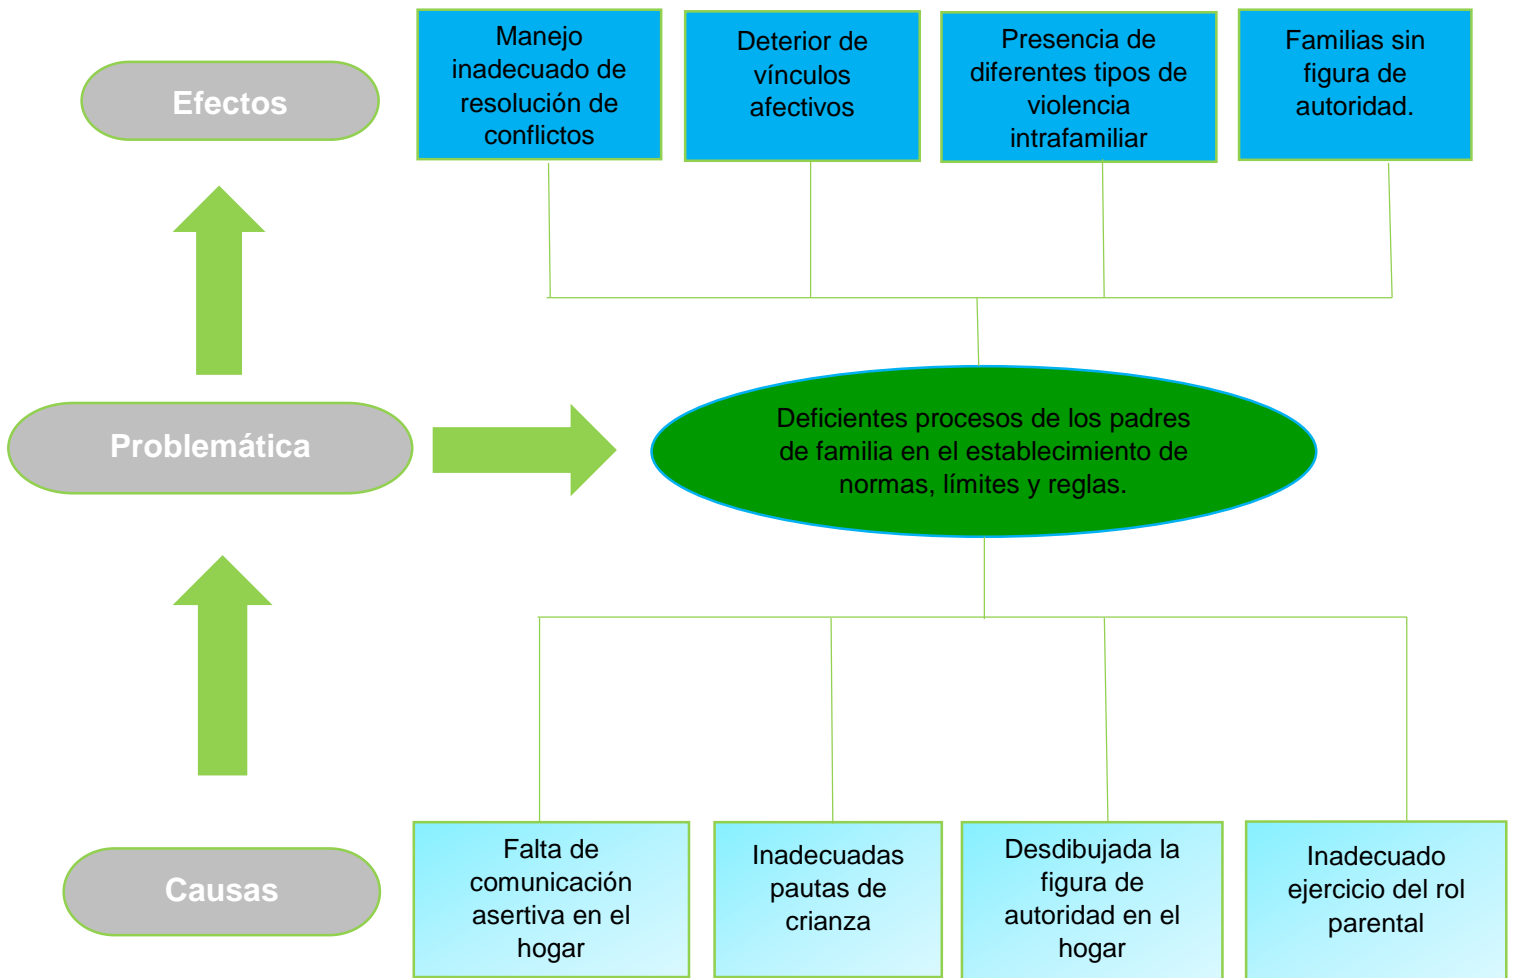 Efectos
Manejo
inadecuado de
resolución de
conflictos
Deterior de
vínculos
afectivos
Presencia de
diferentes tipos de
violencia
intrafamiliar
Familias sin
figura de
autoridad.
Problemática
Deficientes procesos de los padres
de familia en el establecimiento de
normas, límites y reglas.
Causas
Falta de
comunicación
asertiva en el
hogar
Inadecuadas
pautas de
crianza
Desdibujada la
figura de
autoridad en el
hogar
Inadecuado
ejercicio del rol
parental